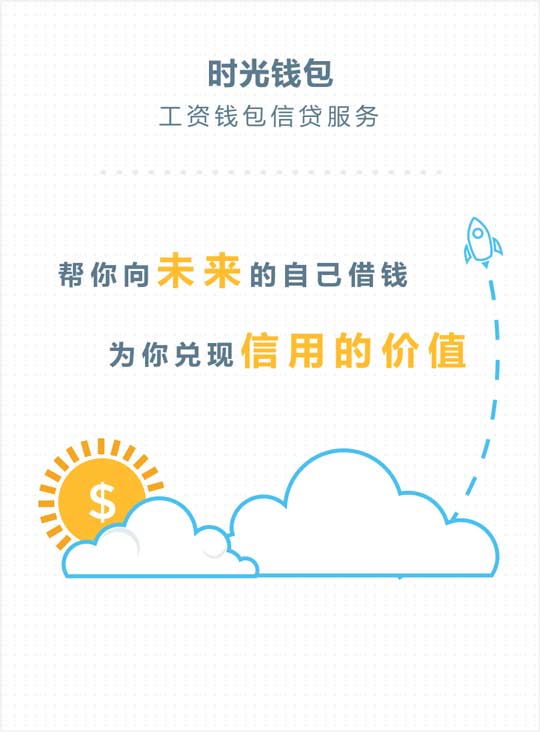 时光钱包
工资钱包信贷服务
帮你向未来的自己借钱
为你兑现信用的价值
$